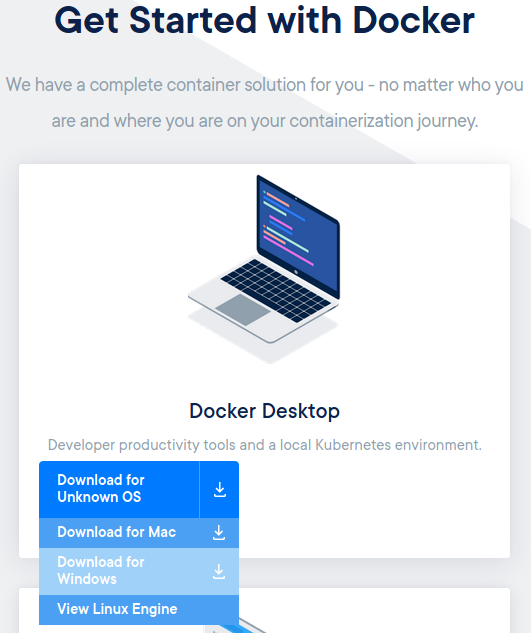 Get Started with Docker
We have a complete container solution for you - no matter who you
are and where you are on your containerization journey.
Docker Desktop
Developer productivity tools and a local Kubernetes environment.
Download for
Unknown OS
Download for Mac
Download for
Windows
View Linux Engine